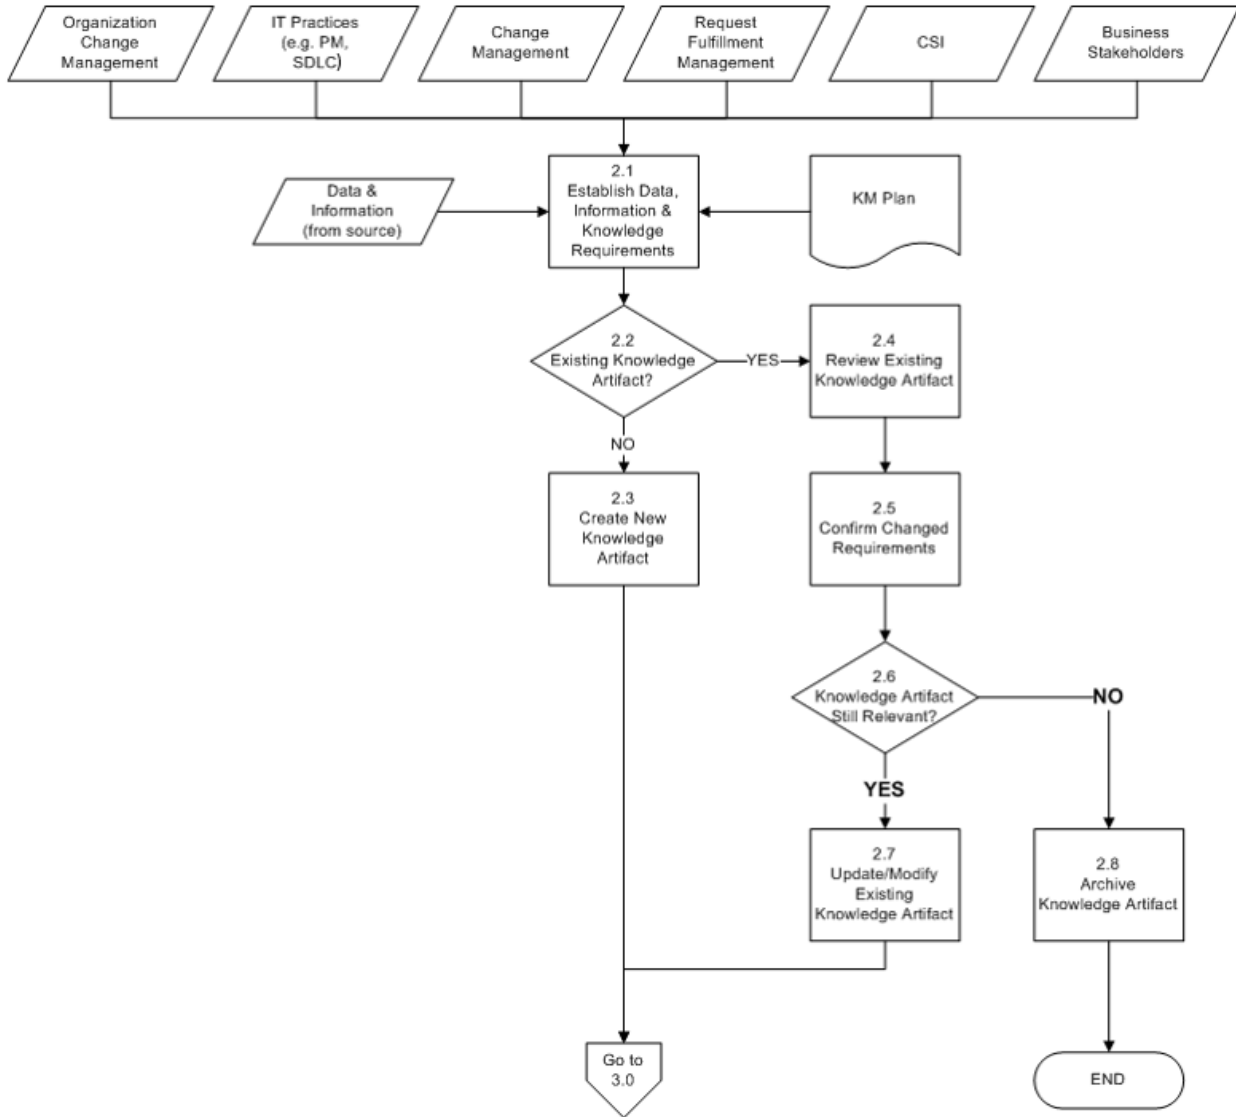 Organization
Change
Management
IT Practices
(e.g. PM,
SDLC)
Change
Management
Request
Fulfillment
Management
CSI
Business
Stakeholders
Data &
Information
(from source)
2.1
Establish Data,
Information &
Knowledge
Requirements
KM Plan
2.2
Existing Knowledge
Artifact?
YES
2.4
Review Existing
Knowledge Artifact
NO
2.3
Create New
Knowledge
Artifact
2.5
Confirm Changed
Requirements
2.6
Knowledge Artifact
Still Relevant?
NO
YES
2.7
Update/Modify
Existing
Knowledge Artifact
2.8
Archive
Knowledge Artifact
Go to
3.0
END